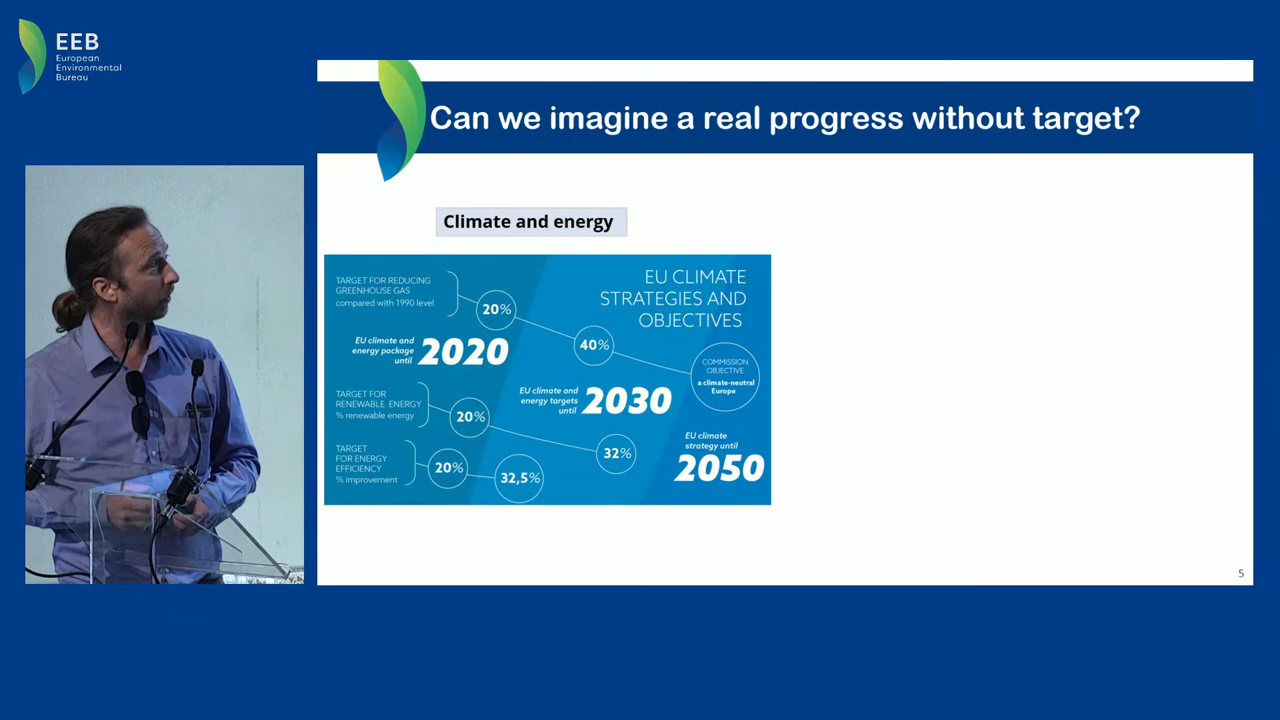 EEB
European
Environmental
Bureau
Can we imagine a real progress without target?
Climate and energy
TARGET FOR REDUCING
GREENHOUSE GAS
compared with 1990 level
20%
40%
EU CLIMATE
STRATEGIES AND
OBJECTIVES
COMMISSION
OBJECTIVE
a climate-neutral
Europe
EU climate and
energy package
until
2020
EU climate and
energy targets
until
2030
EU climate
strategy until
2050
TARGET FOR
RENEWABLE ENERGY
% renewable energy
20%
32%
TARGET
FOR ENERGY
EFFICIENCY
% improvement
20%
32,5%
5